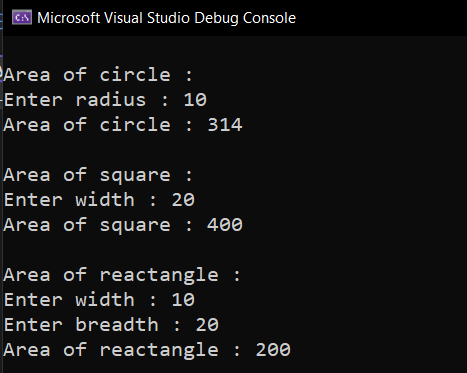 Microsoft Visual Studio Debug Console
Area of circle :
Enter radius : 10
Area of circle : 314
Area of square :
Enter width : 20
Area of square : 400
Area of reactangle :
Enter width : 10
Enter breadth : 20
Area of reactangle : 200